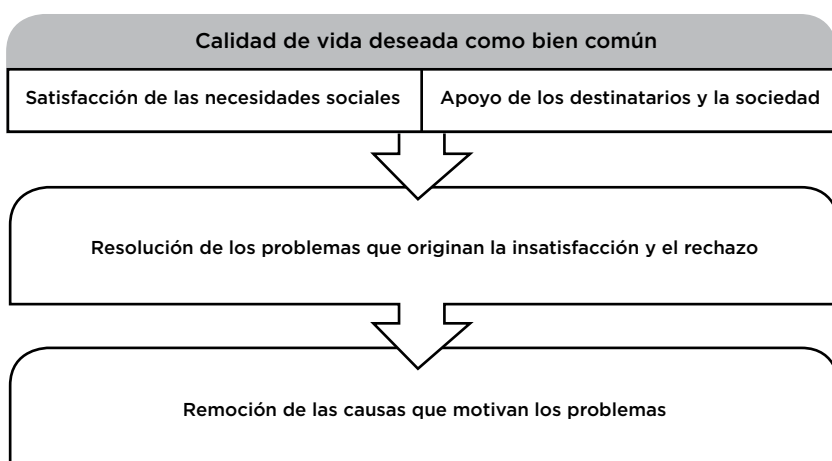 Calidad de vida deseada como bien común
Satisfacción de las necesidades sociales
Apoyo de los destinatarios y la sociedad
Resolución de los problemas que originan la insatisfacción y el rechazo
Remoción de las causas que motivan los problemas